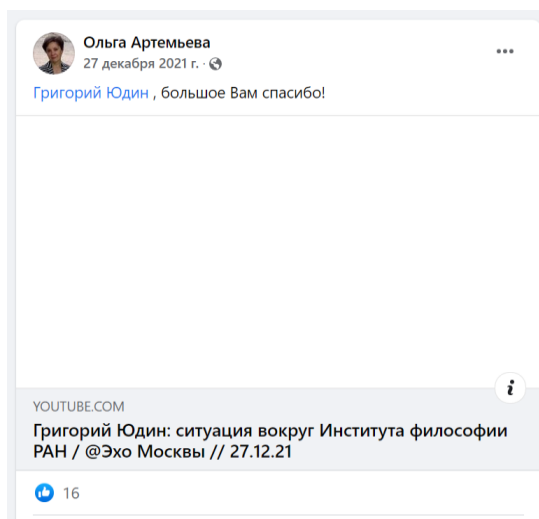 Ольга Артемьева
27 декабря 2021 г. ·
Григорий Юдин , большое Вам спасибо!
i
YOUTUBE.COM
Григорий Юдин: ситуация вокруг Института философии
РАН / @Эхо Москвы // 27.12.21
16